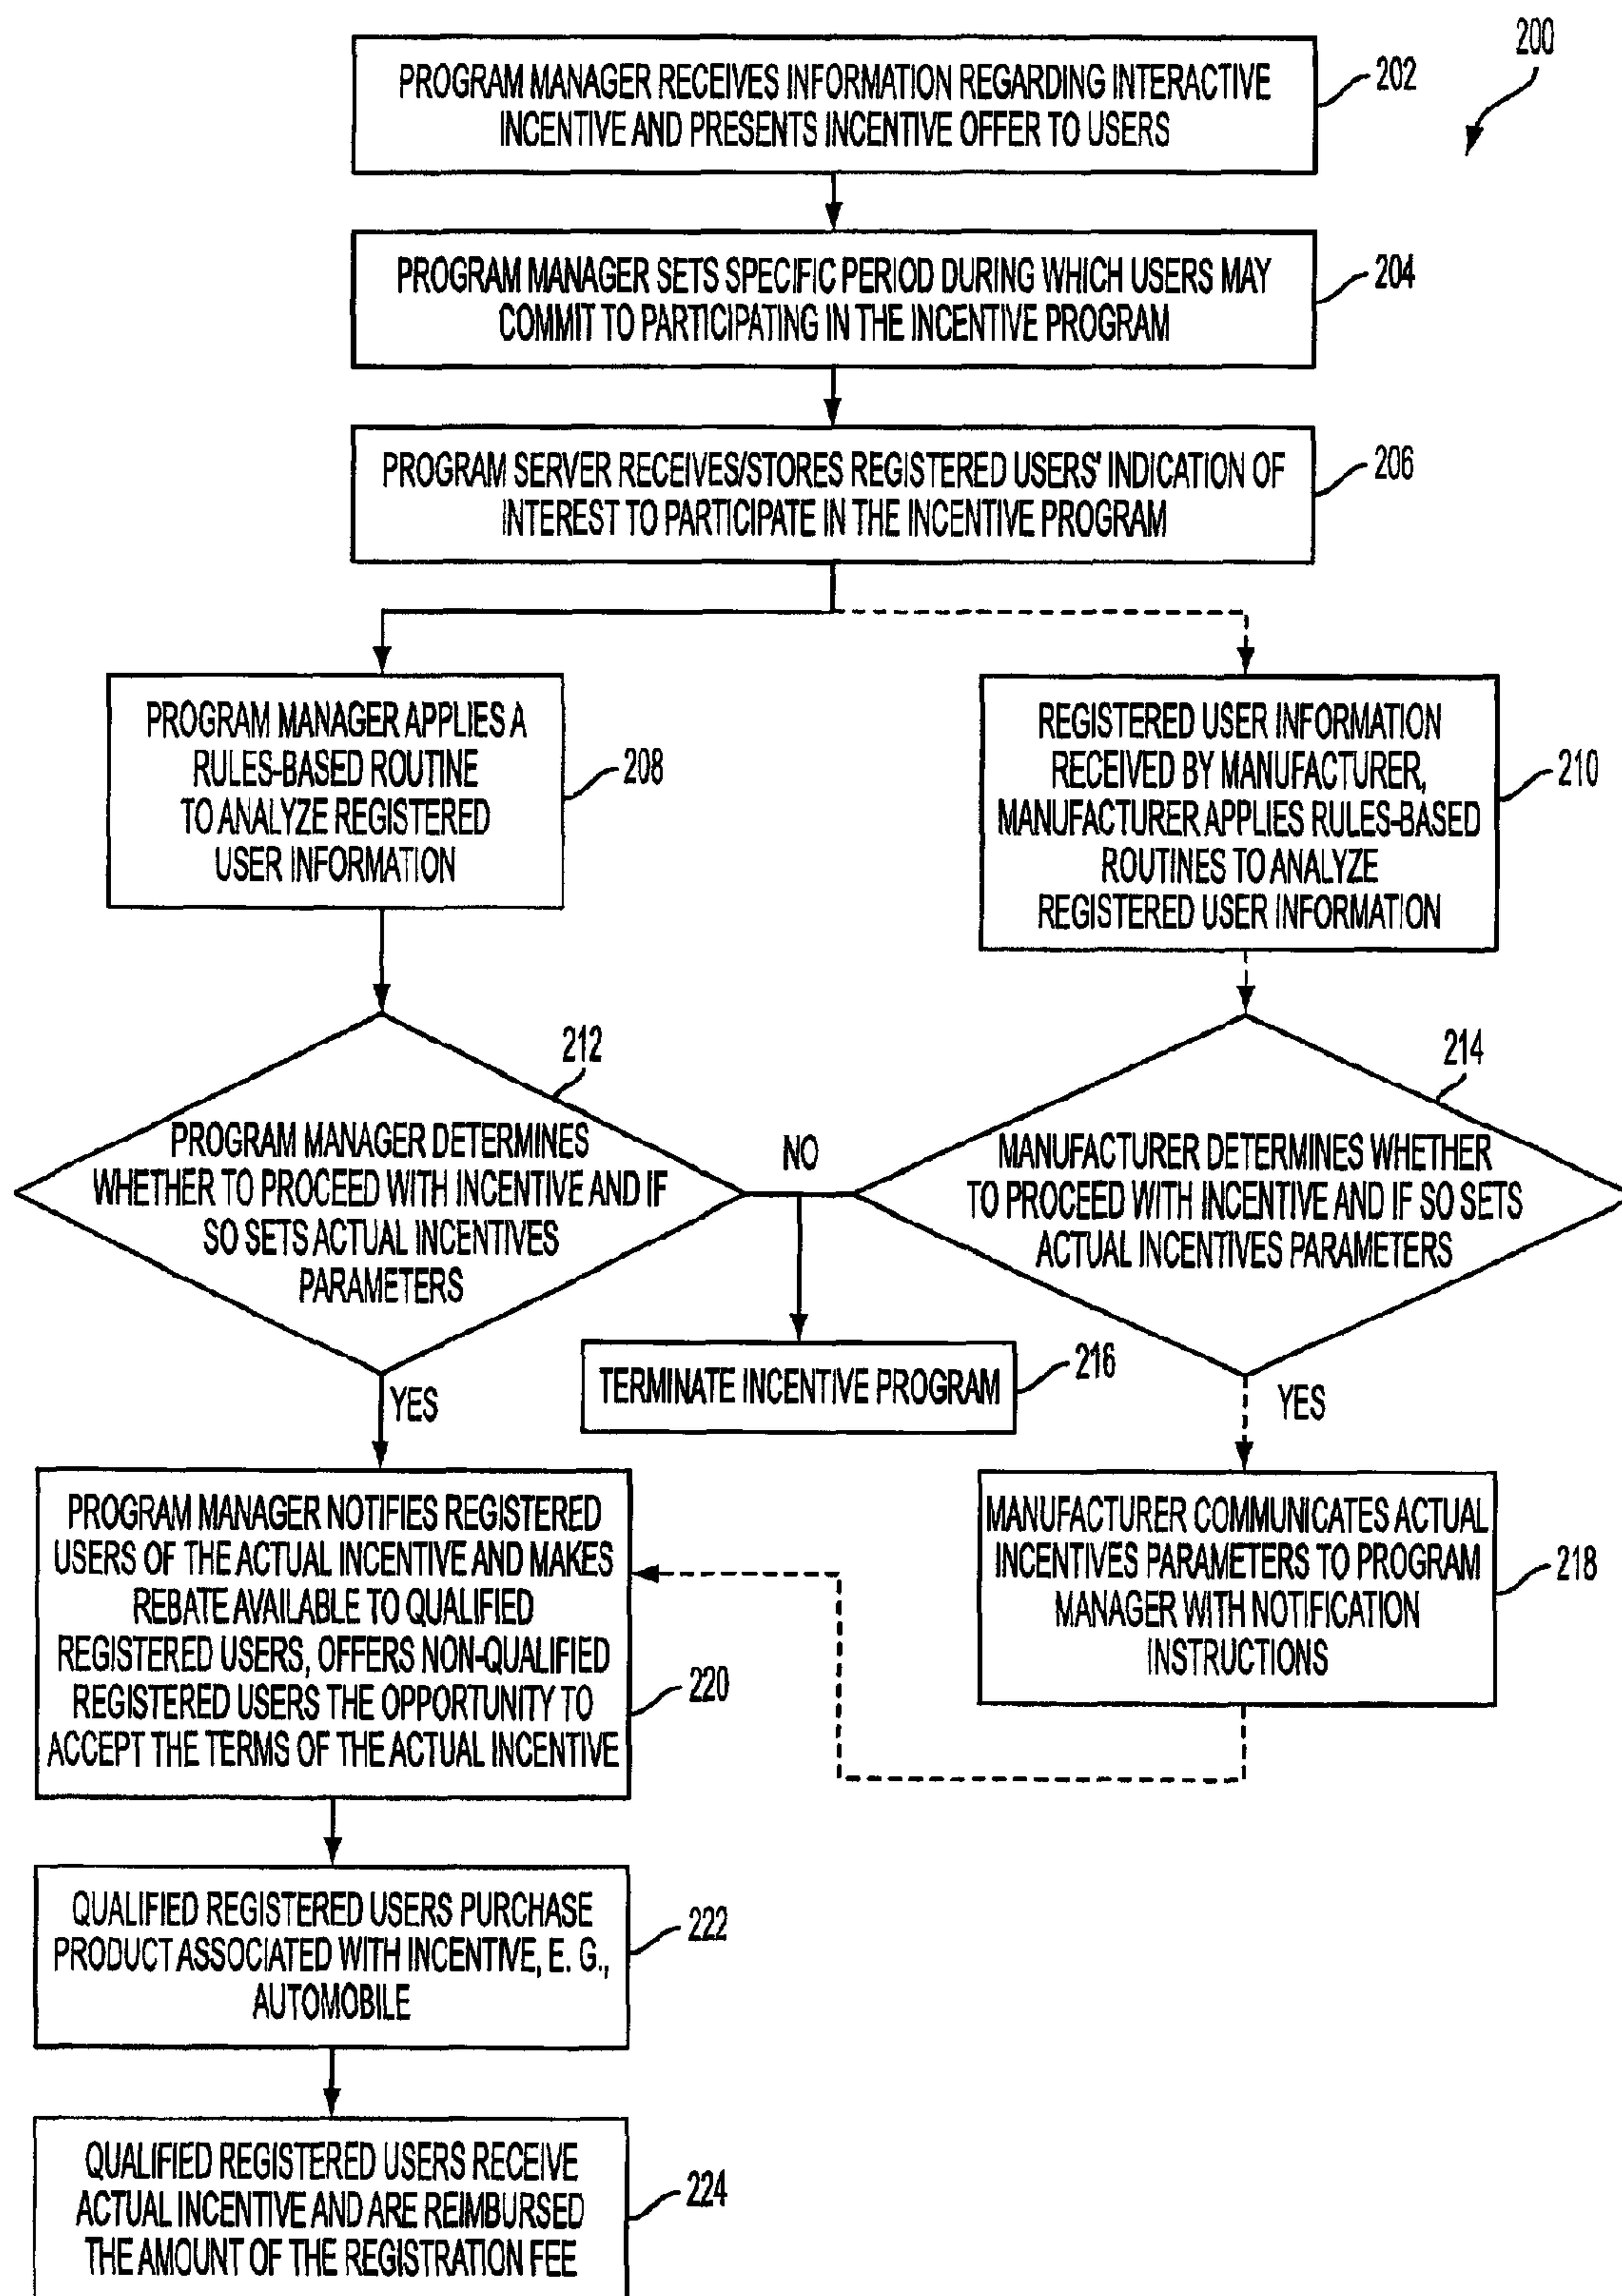 200
PROGRAM MANAGER RECEIVES INFORMATION REGARDING INTERACTIVE
INCENTIVE AND PRESENTS INCENTIVE OFFER TO USERS
202
PROGRAM MANAGER SETS SPECIFIC PERIOD DURING WHICH USERS MAY
COMMIT TO PARTICIPATING IN THE INCENTIVE PROGRAM
204
PROGRAM SERVER RECEIVES/STORES REGISTERED USERS' INDICATION OF
INTEREST TO PARTICIPATE IN THE INCENTIVE PROGRAM
206
PROGRAM MANAGER APPLIES A
RULES-BASED ROUTINE
TO ANALYZE REGISTERED
USER INFORMATION
208
REGISTERED USER INFORMATION
RECEIVED BY MANUFACTURER,
MANUFACTURER APPLIES RULES-BASED
ROUTINES TO ANALYZE
REGISTERED USER INFORMATION
210
212
PROGRAM MANAGER DETERMINES
WHETHER TO PROCEED WITH INCENTIVE AND IF
SO SETS ACTUAL INCENTIVES
PARAMETERS
NO
214
MANUFACTURER DETERMINES WHETHER
TO PROCEED WITH INCENTIVE AND IF SO SETS
ACTUAL INCENTIVES PARAMETERS
TERMINATE INCENTIVE PROGRAM
216
YES
YES
PROGRAM MANAGER NOTIFIES REGISTERED
USERS OF THE ACTUAL INCENTIVE AND MAKES
REBATE AVAILABLE TO QUALIFIED
REGISTERED USERS, OFFERS NON-QUALIFIED
REGISTERED USERS THE OPPORTUNITY TO
ACCEPT THE TERMS OF THE ACTUAL INCENTIVE
220
MANUFACTURER COMMUNICATES ACTUAL
INCENTIVES PARAMETERS TO PROGRAM
MANAGER WITH NOTIFICATION
INSTRUCTIONS
218
QUALIFIED REGISTERED USERS PURCHASE
PRODUCT ASSOCIATED WITH INCENTIVE, E. G.,
AUTOMOBILE
222
QUALIFIED REGISTERED USERS RECEIVE
ACTUAL INCENTIVE AND ARE REIMBURSED
THE AMOUNT OF THE REGISTRATION FEE
224